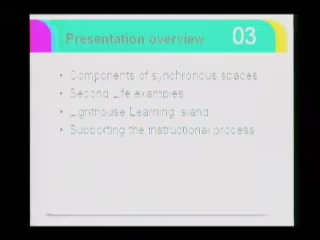 Presentation overview 03
• Components of synchronous spaces
• Second Life examples
• Lighthouse Learning Island
• Supporting the instructional process